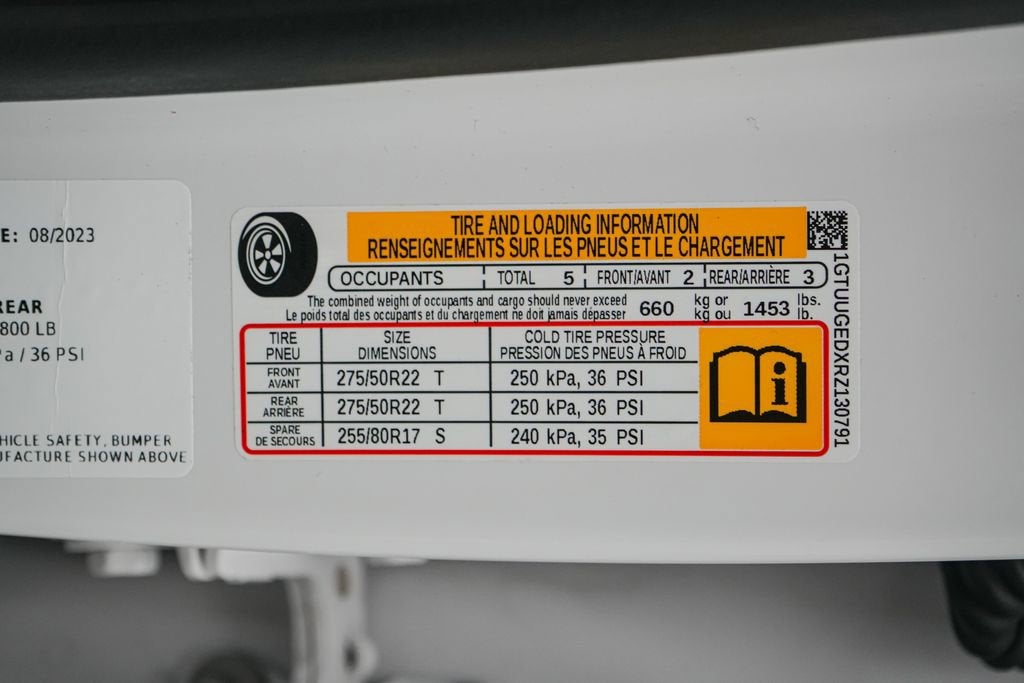 E: 08/2023
REAR
800 LB
Pa / 36 PSI
HICLE SAFETY, BUMPER
UFACTURE SHOWN ABOVE
TIRE AND LOADING INFORMATION
RENSEIGNEMENTS SUR LES PNEUS ET LE CHARGEMENT
OCCUPANTS TOTAL 5 FRONT/AVANT 2 REAR/ARRIÈRE 3
The combined weight of occupants and cargo should never exceed 660 kg or 1453 lbs.
Le poids total des occupants et du chargement ne doit jamais dépasser kg ou lb.
TIRE SIZE COLD TIRE PRESSURE
PNEU DIMENSIONS PRESSION DES PNEUS À FROID
FRONT
AVANT 275/50R22 T 250 kPa, 36 PSI
REAR
ARRIÈRE 275/50R22 T 250 kPa, 36 PSI
SPARE
DE SECOURS 255/80R17 S 240 kPa, 35 PSI
i
1GTUUGEDXRZ130791